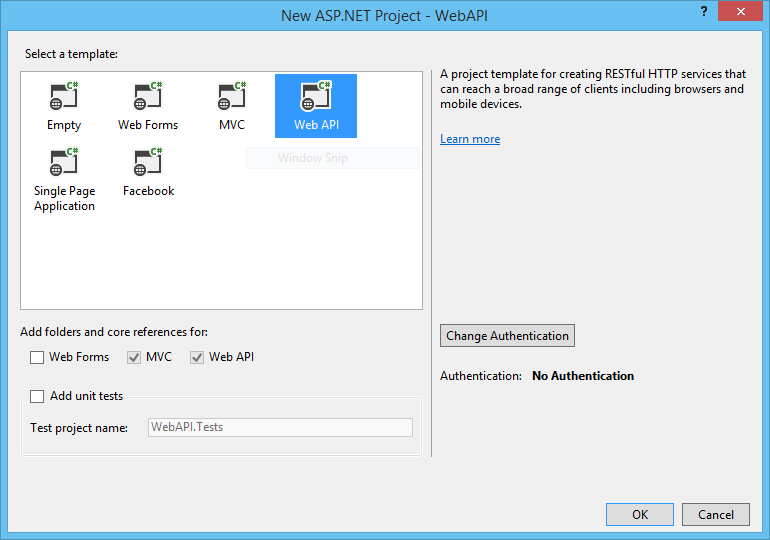 New ASP.NET Project - WebAPI
?
Select a template:
C# C# C# C#
Empty Web Forms MVC Web API
Window Snip
C# C#
Single Page Facebook
Application
A project template for creating RESTful HTTP services that
can reach a broad range of clients including browsers and
mobile devices.
Learn more
Add folders and core references for:
Web Forms MVC Web API
Add unit tests
Test project name: WebAPI.Tests
Change Authentication
Authentication: No Authentication
OK Cancel